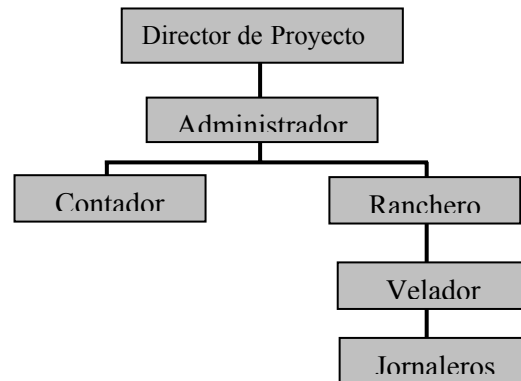 Director de Proyecto
Administrador
Contador
Ranchero
Velador
Jornaleros